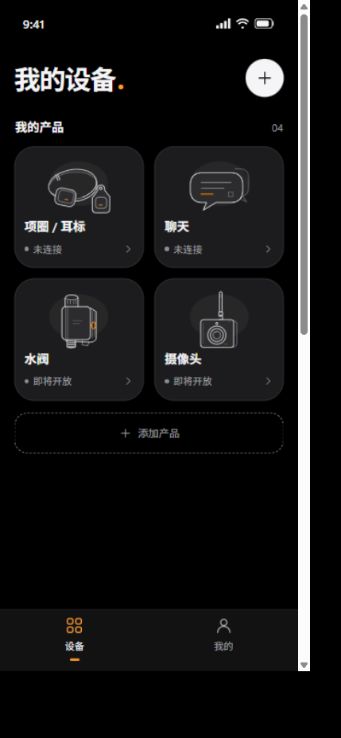 9:41
我的设备.
我的产品 04
项圈 / 耳标 聊天
未连接 未连接
水阀 摄像头
即将开放 即将开放
添加产品
设备 我的